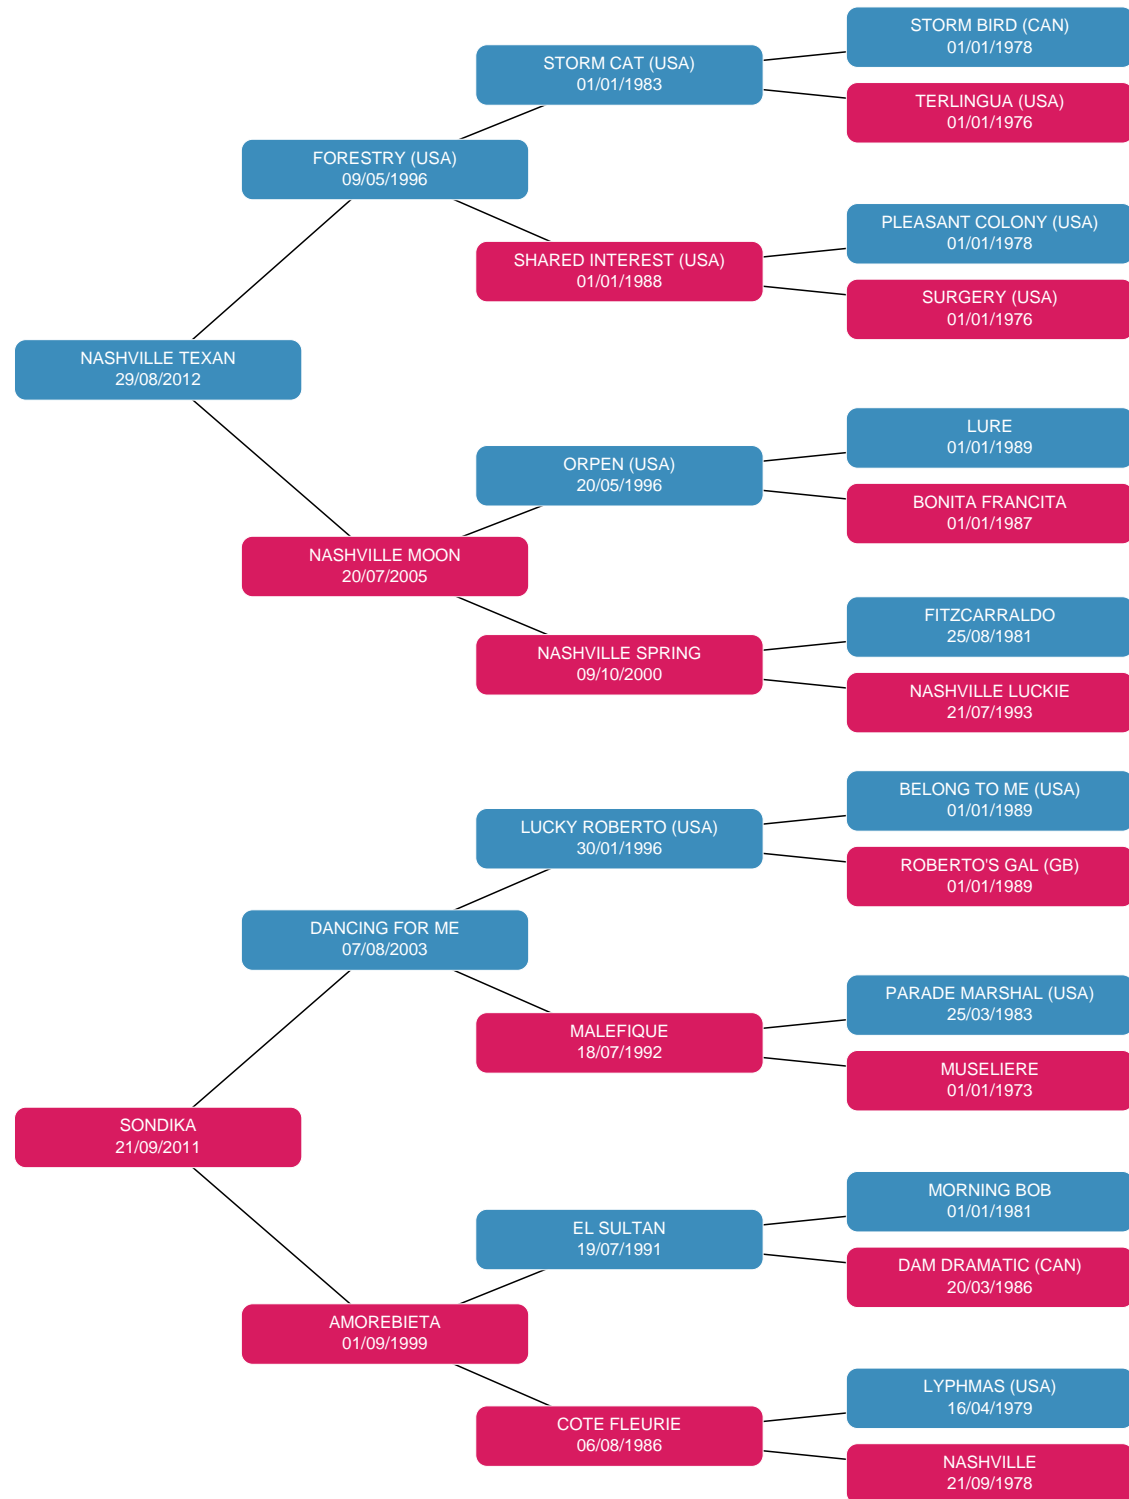 STORM BIRD (CAN)
01/01/1978
STORM CAT (USA)
01/01/1983
TERLINGUA (USA)
01/01/1976
FORESTRY (USA)
09/05/1996
PLEASANT COLONY (USA)
01/01/1978
SHARED INTEREST (USA)
01/01/1988
SURGERY (USA)
01/01/1976
NASHVILLE TEXAN
29/08/2012
LURE
01/01/1989
ORPEN (USA)
20/05/1996
BONITA FRANCITA
01/01/1987
NASHVILLE MOON
20/07/2005
FITZCARRALDO
25/08/1981
NASHVILLE SPRING
09/10/2000
NASHVILLE LUCKIE
21/07/1993
BELONG TO ME (USA)
01/01/1989
LUCKY ROBERTO (USA)
30/01/1996
ROBERTO'S GAL (GB)
01/01/1989
DANCING FOR ME
07/08/2003
PARADE MARSHAL (USA)
25/03/1983
MALEFIQUE
18/07/1992
MUSELIERE
01/01/1973
SONDIKA
21/09/2011
MORNING BOB
01/01/1981
EL SULTAN
19/07/1991
DAM DRAMATIC (CAN)
20/03/1986
AMOREBIETA
01/09/1999
LYPHMAS (USA)
16/04/1979
COTE FLEURIE
06/08/1986
NASHVILLE
21/09/1978